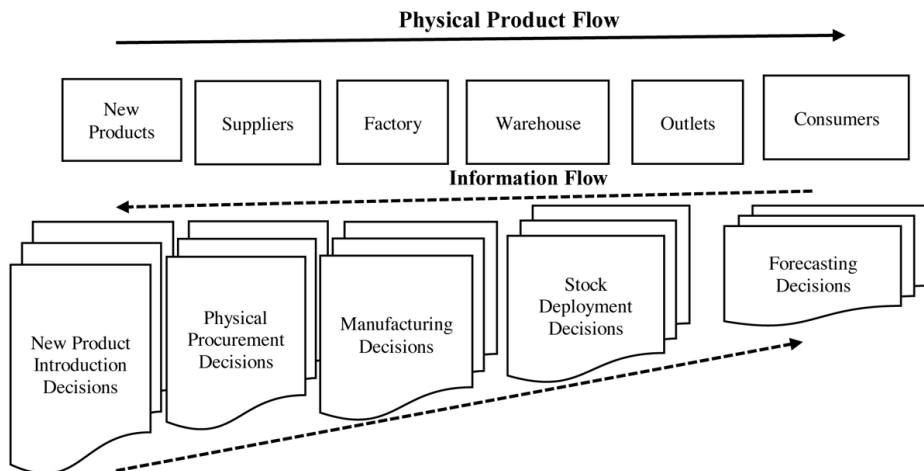 Physical Product Flow
New
Products
Suppliers
Factory
Warehouse
Outlets
Consumers
Information Flow
New Product
Introduction
Decisions
Physical
Procurement
Decisions
Manufacturing
Decisions
Stock
Deployment
Decisions
Forecasting
Decisions